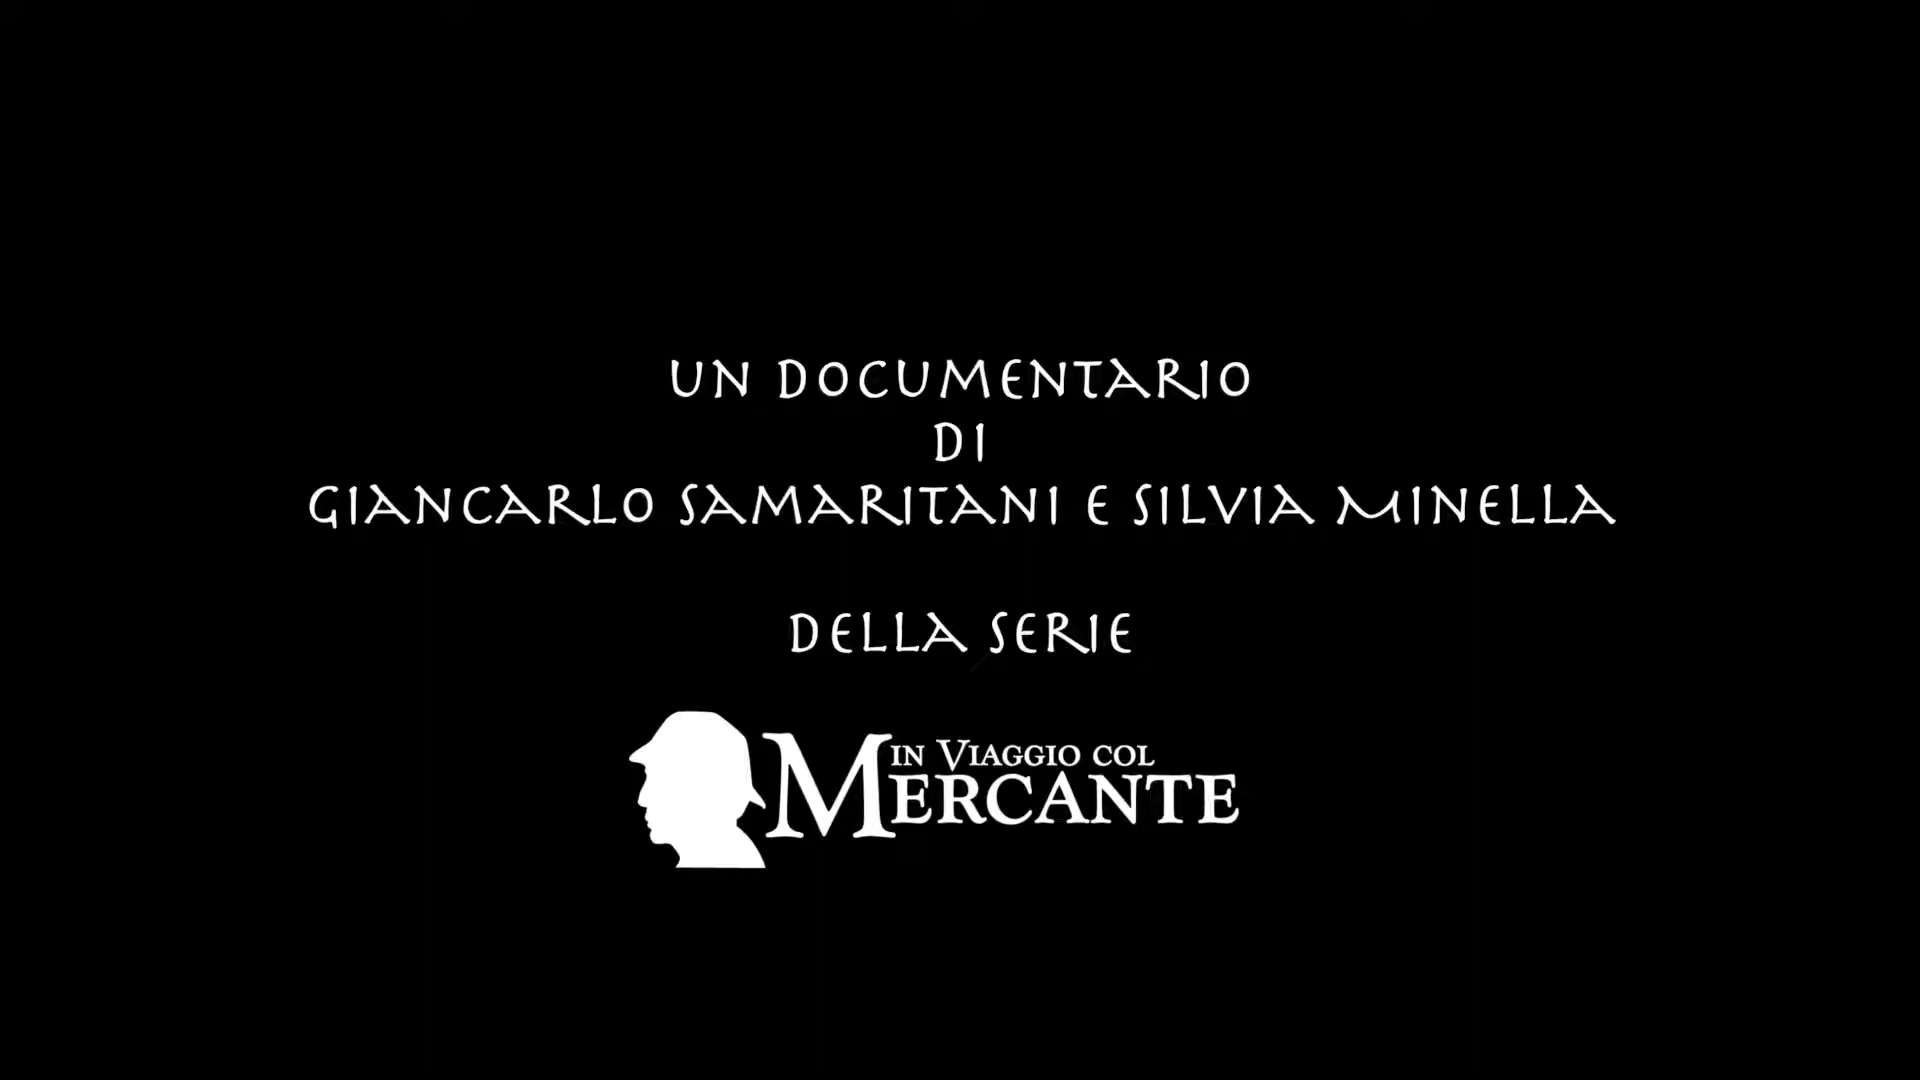 UN DOCUMENTARIO
DI
GIANCARLO SAMARITANI E SILVIA MINELLA
DELLA SERIE
IN VIAGGIO COL
MERCANTE